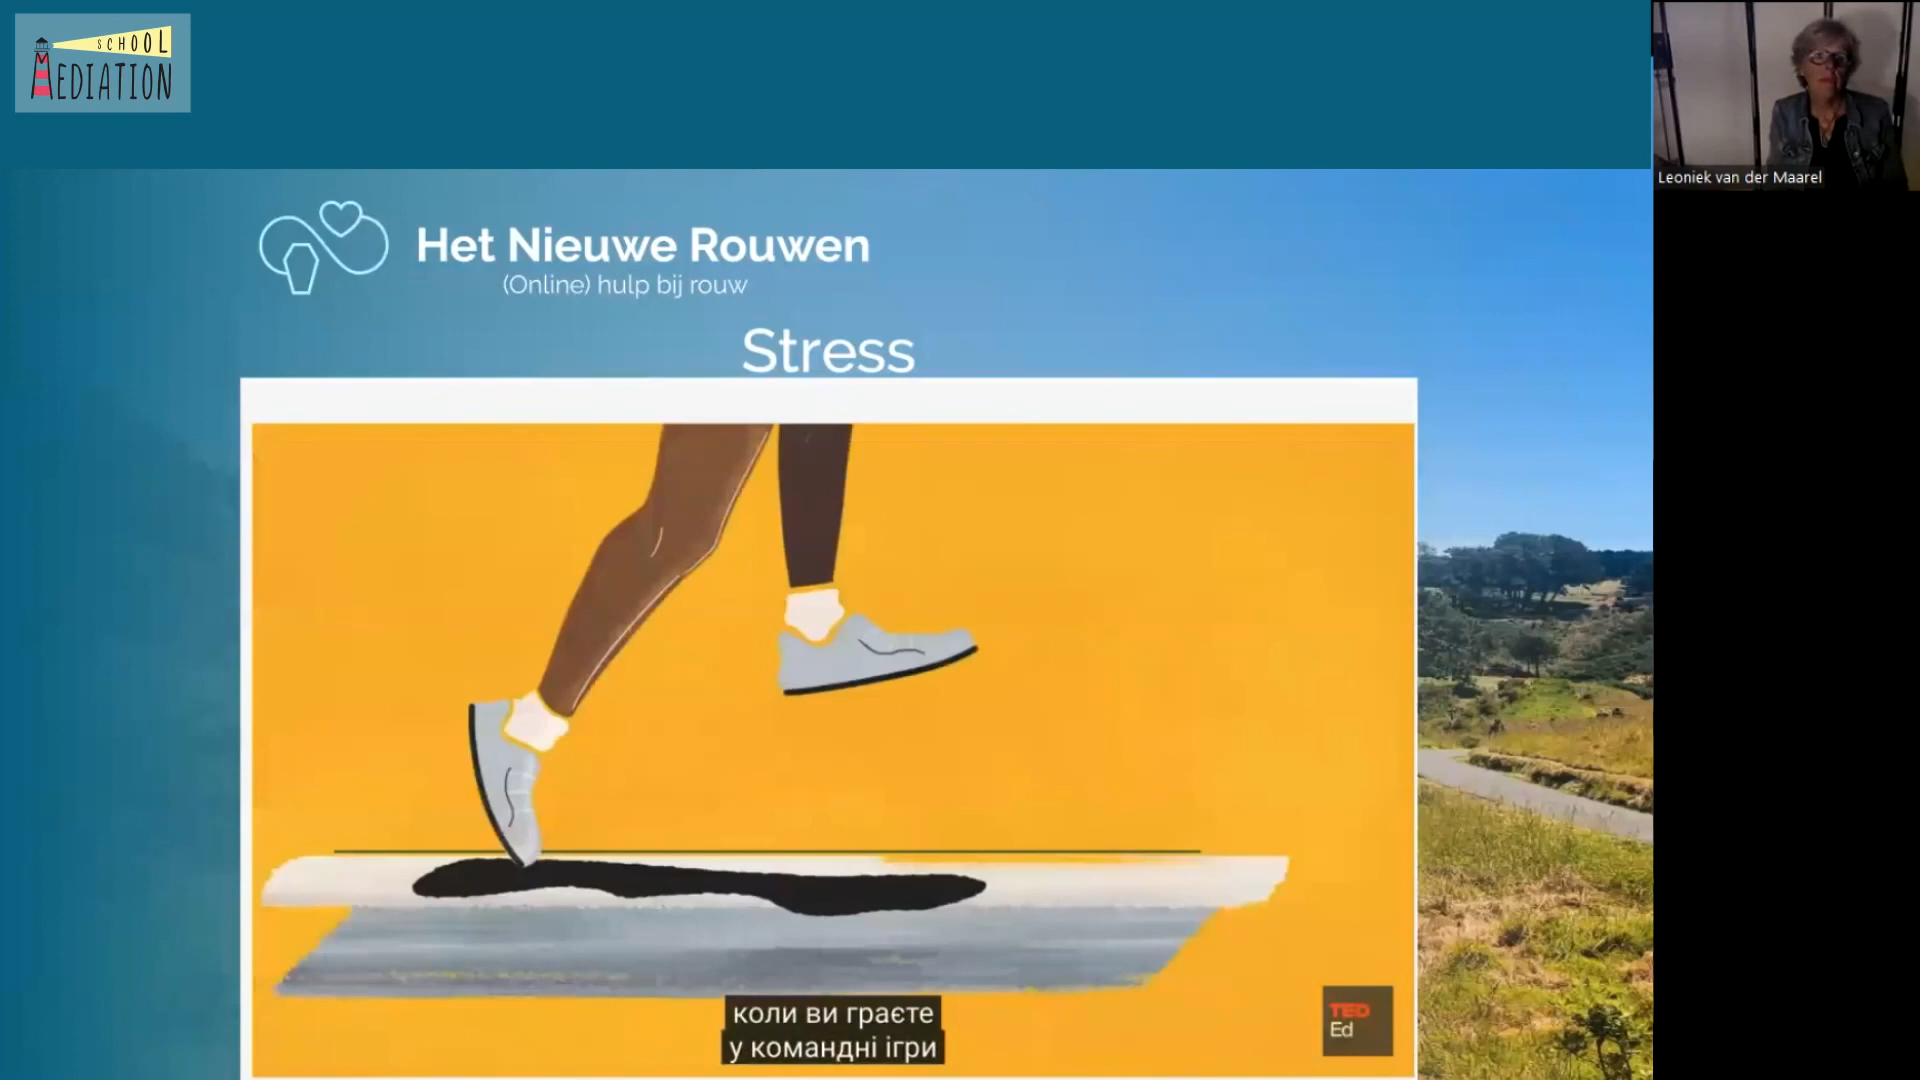 SCHOOL
MEDIATION
Leoniek van der Maarel
Het Nieuwe Rouwen
(Online) hulp bij rouw
Stress
коли ви граєте
у командні ігри
TED
Ed